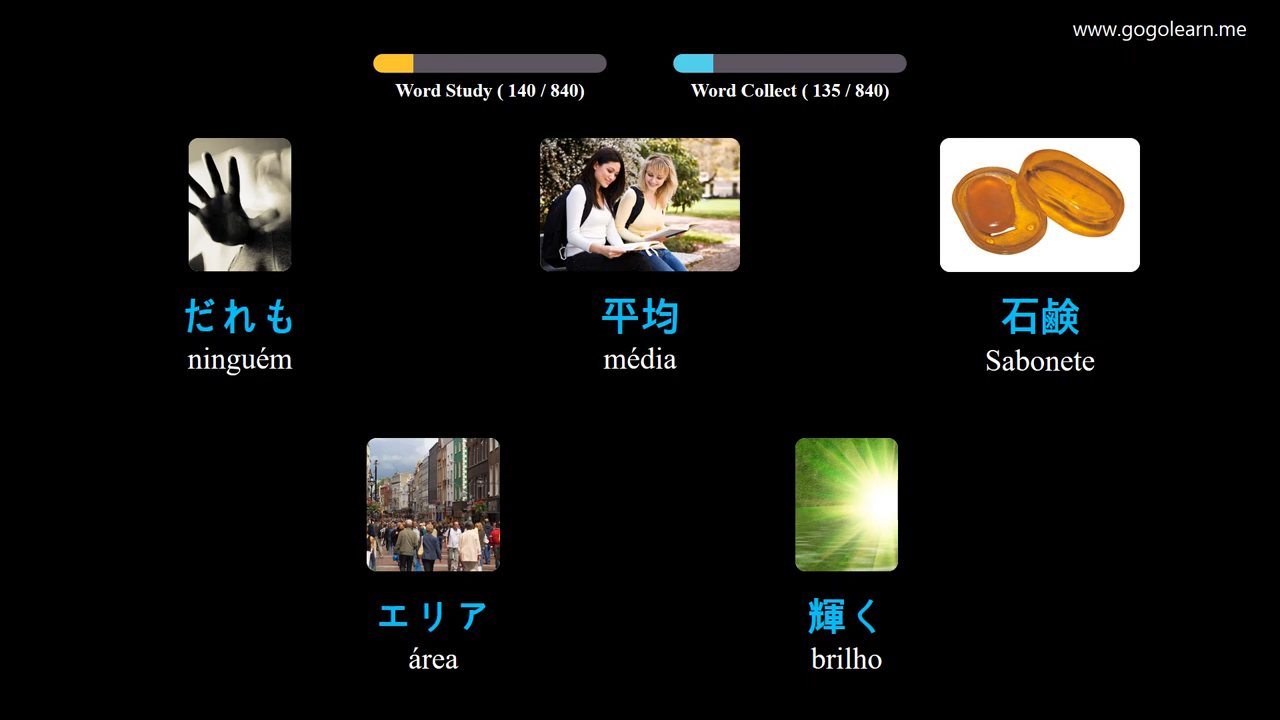 www.gogolearn.me
Word Study ( 140 / 840)
Word Collect ( 135 / 840)
だれも
ninguém
平均
média
石鹸
Sabonete
エリア
área
輝く
brilho